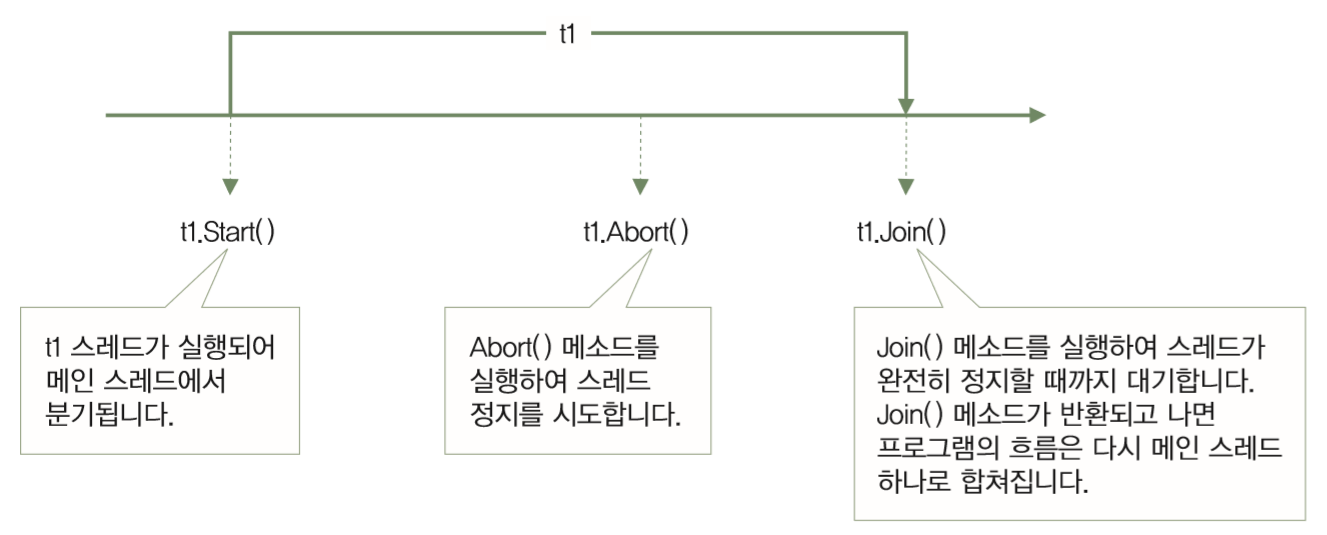 t1
t1.Start( )
t1.Abort( )
t1.Join( )
t1 스레드가 실행되어
메인 스레드에서
분기됩니다.
Abort( ) 메소드를
실행하여 스레드
정지를 시도합니다.
Join( ) 메소드를 실행하여 스레드가
완전히 정지할 때까지 대기합니다.
Join( ) 메소드가 반환되고 나면
프로그램의 흐름은 다시 메인 스레드
하나로 합쳐집니다.